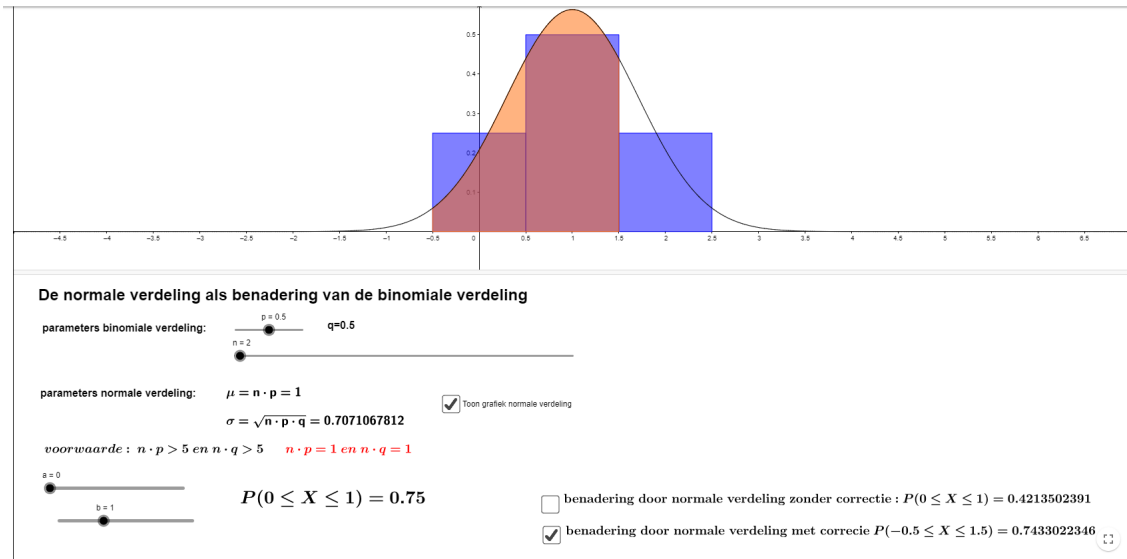 0.5
0.4
0.3
0.2
0.1
-4.5 -4 -3.5 -3 -2.5 -2 -1.5 -1 -0.5 0 0.5 1 1.5 2 2.5 3 3.5 4 4.5 5 5.5 6 6.5
De normale verdeling als benadering van de binomiale verdeling
parameters binomiale verdeling: p = 0.5 q=0.5
n = 2
parameters normale verdeling: μ = n · p = 1
Toon grafiek normale verdeling
σ = √n · p · q = 0.7071067812
voorwaarde : n · p > 5 en n · q > 5 n · p = 1 en n · q = 1
a = 0
P(0 ≤ X ≤ 1) = 0.75
benadering door normale verdeling zonder correctie : P(0 ≤ X ≤ 1) = 0.4213502391
b = 1
benadering door normale verdeling met correcie P(−0.5 ≤ X ≤ 1.5) = 0.7433022346